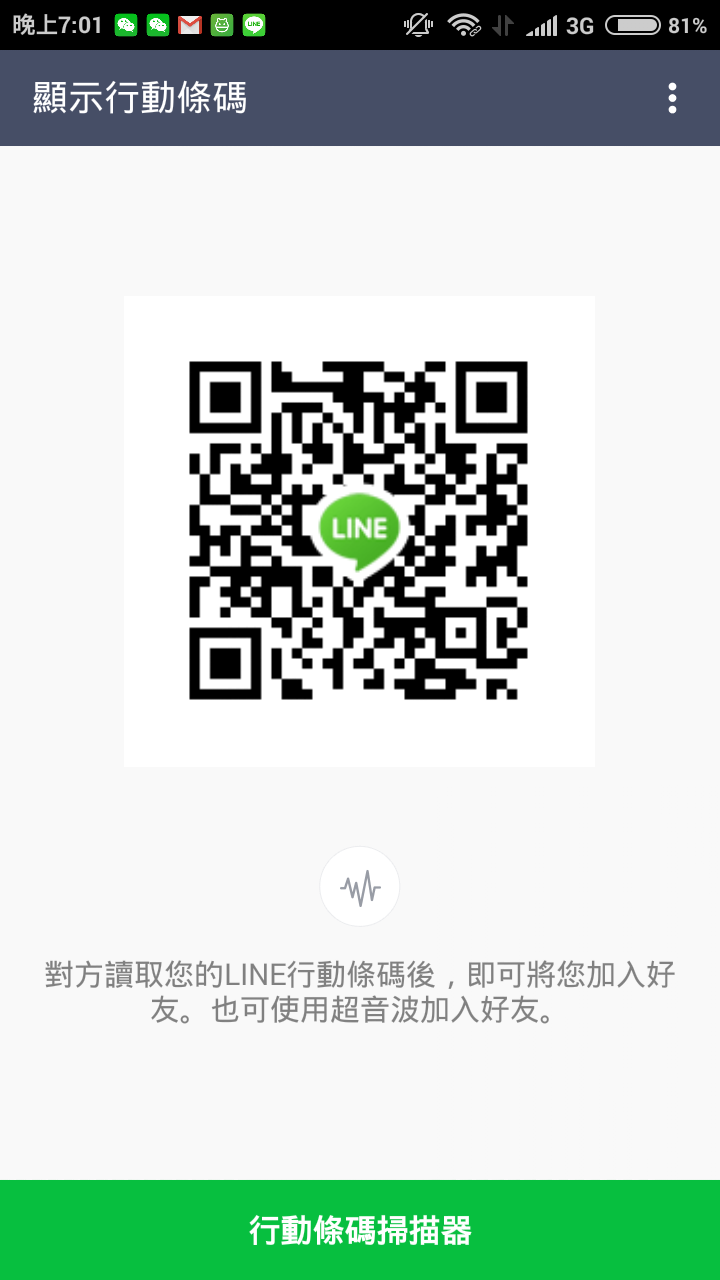 晚上7:01 LINE 3G 81%
顯示行動條碼
LINE
對方讀取您的LINE行動條碼後，即可將您加入好
友。也可使用超音波加入好友。
行動條碼掃描器